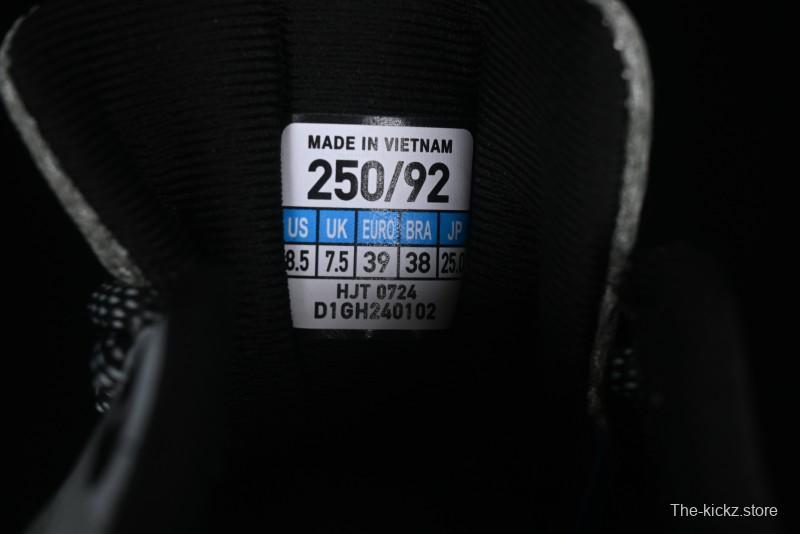 MADE IN VIETNAM
250/92
US UK EURO BRA JP
8.5 7.5 39 38 25.0
HJT 0724
D1GH240102
The-kickz.store